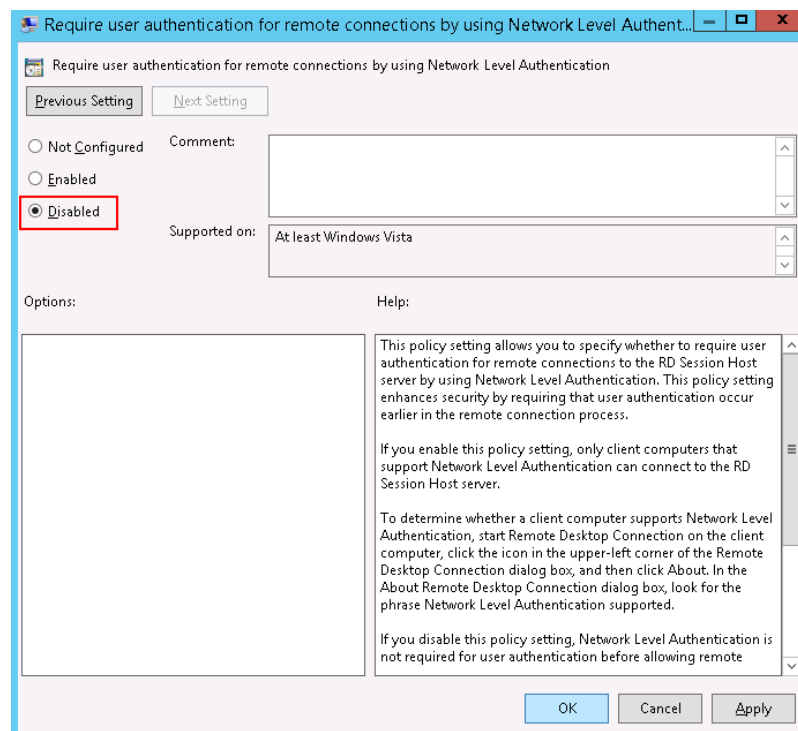 Require user authentication for remote connections by using Network Level Authent...
Require user authentication for remote connections by using Network Level Authentication
Previous Setting
Next Setting
Not Configured
Comment:
Enabled
Disabled
Supported on:
At least Windows Vista
Options:
Help:
This policy setting allows you to specify whether to require user
authentication for remote connections to the RD Session Host
server by using Network Level Authentication. This policy setting
enhances security by requiring that user authentication occur
earlier in the remote connection process.
If you enable this policy setting, only client computers that
support Network Level Authentication can connect to the RD
Session Host server.
To determine whether a client computer supports Network Level
Authentication, start Remote Desktop Connection on the client
computer, click the icon in the upper-left corner of the Remote
Desktop Connection dialog box, and then click About. In the
About Remote Desktop Connection dialog box, look for the
phrase Network Level Authentication supported.
If you disable this policy setting, Network Level Authentication is
not required for user authentication before allowing remote
OK
Cancel
Apply